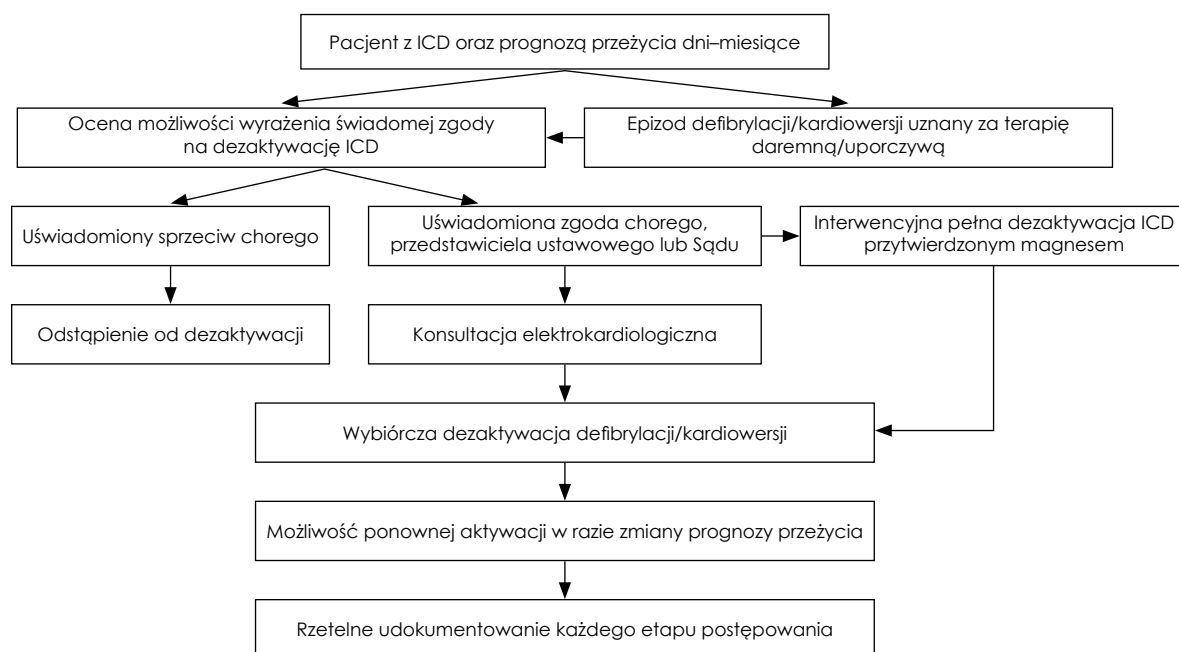 Pacjent z ICD oraz prognozą przeżycia dni–miesiące
Ocena możliwości wyrażenia świadomej zgody
na dezaktywację ICD
Epizod defibrylacji/kardiowersji uznany za terapię
daremną/uporczywą
Uświadomiony sprzeciw chorego
Uświadomiona zgoda chorego,
przedstawiciela ustawowego lub Sądu
Interwencyjna pełna dezaktywacja ICD
przytwierdzonym magnesem
Odstąpienie od dezaktywacji
Konsultacja elektrokardiologiczna
Wybiórcza dezaktywacja defibrylacji/kardiowersji
Możliwość ponownej aktywacji w razie zmiany prognozy przeżycia
Rzetelne udokumentowanie każdego etapu postępowania